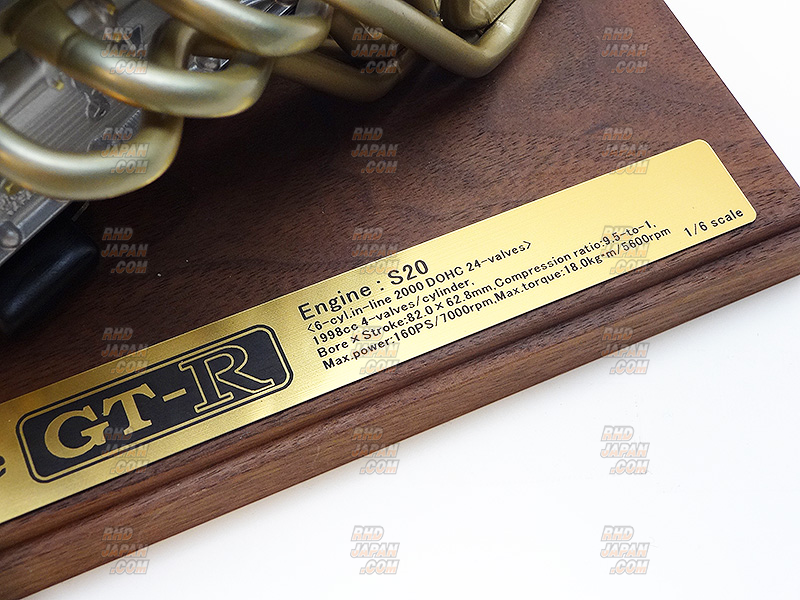 Engine : S20
<6-cyl.in-line 2000 DOHC 24-valves>
1998cc 4-valves/cylinder.
Bore × Stroke:82.0 × 62.8mm.Compression ratio:9.5-to-1.
Max.power:160PS/7000rpm.Max.torque:18.0kg·m/5600rpm 1/6 scale
e GT-R
RHD JAPAN .COM